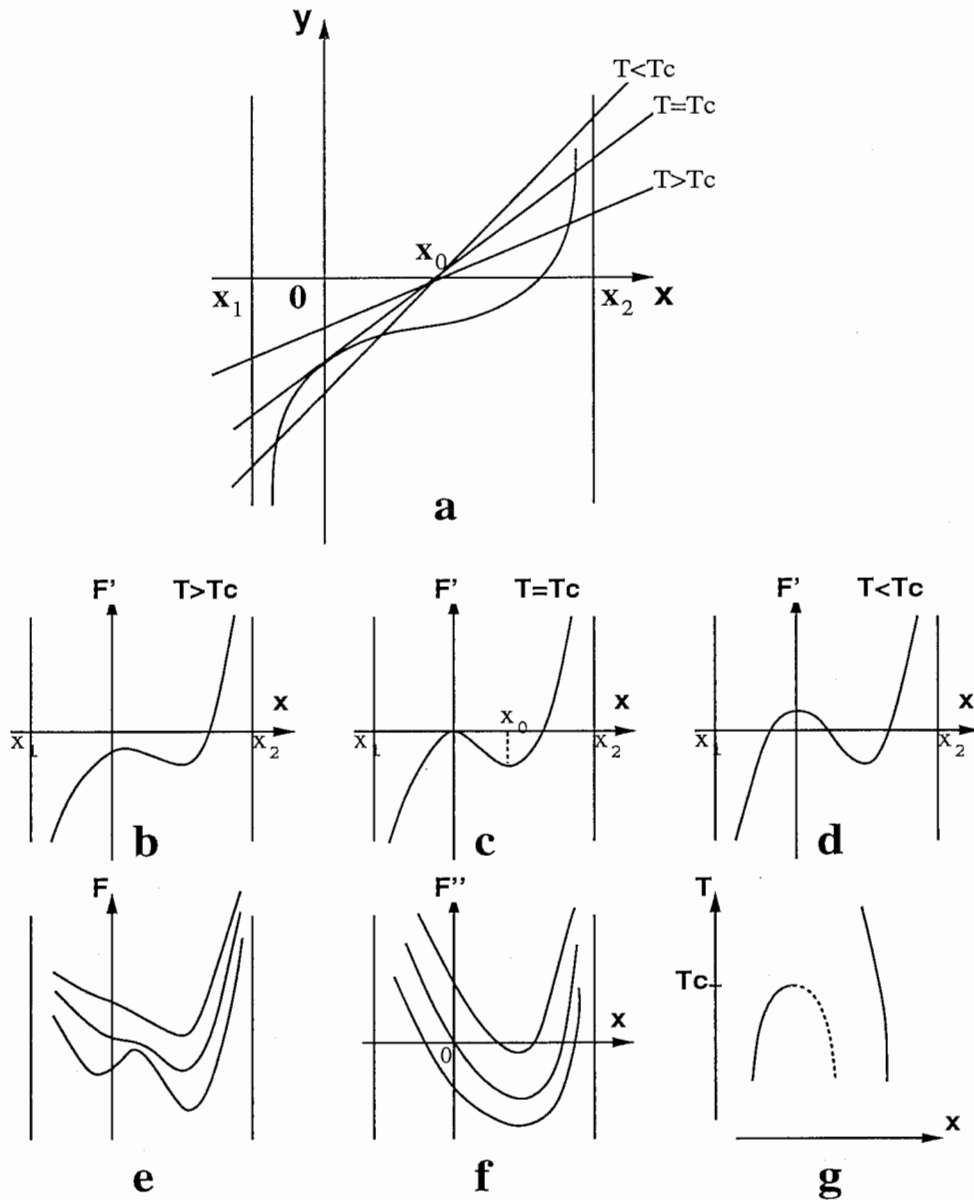 y
T<Tc
T=Tc
T>Tc
x0
x1 0 x2 x
a
F' T>Tc
x
x1 x2
b
F' T=Tc
x0 x
x1 x2
c
F' T<Tc
x
x1 x2
d
F
e
F''
x
0
f
T
Tc
x
g